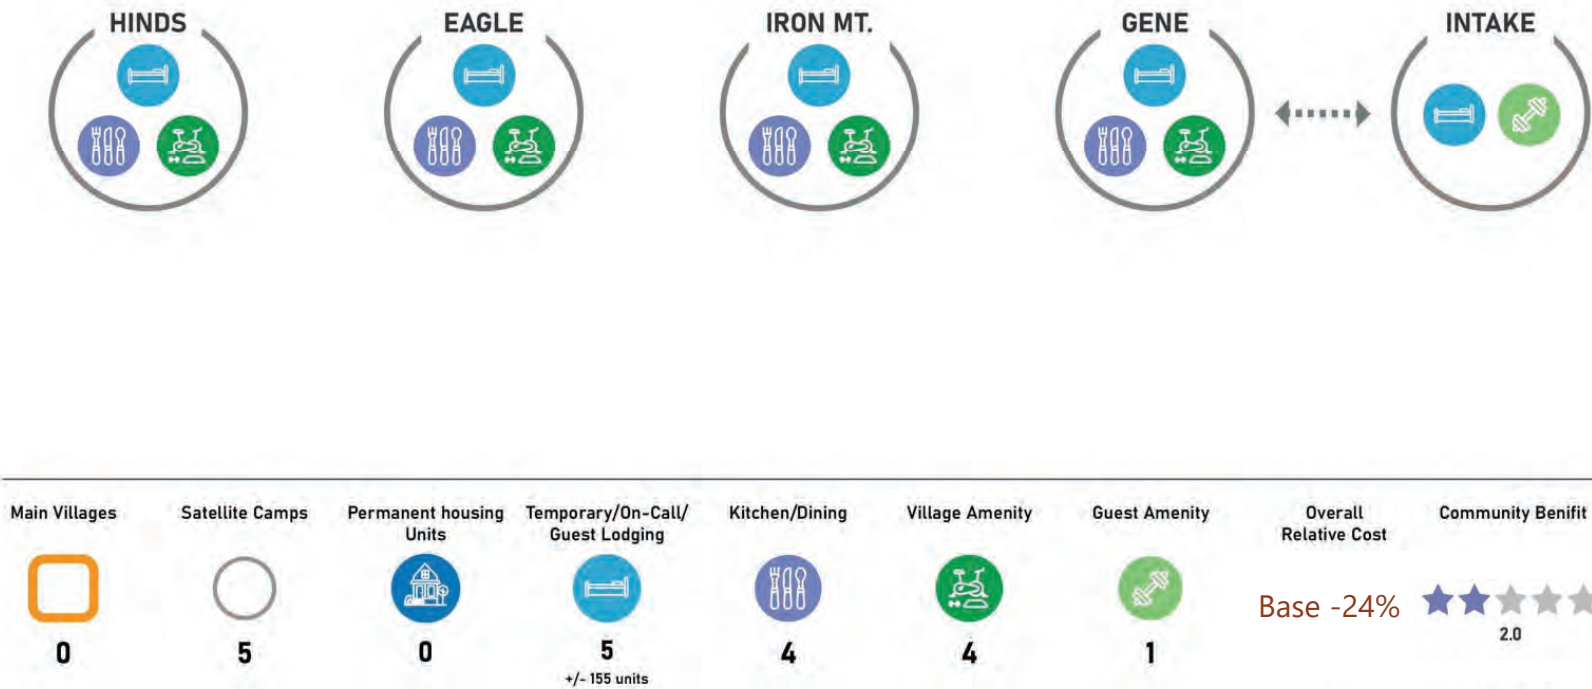 HINDS
EAGLE
IRON MT.
GENE
INTAKE
Main Villages
Satellite Camps
Permanent housing
Units
Temporary/On-Call/
Guest Lodging
Kitchen/Dining
Village Amenity
Guest Amenity
Overall
Relative Cost
Community Benifit
0
5
0
5
+/- 155 units
4
4
1
Base -24%
2.0